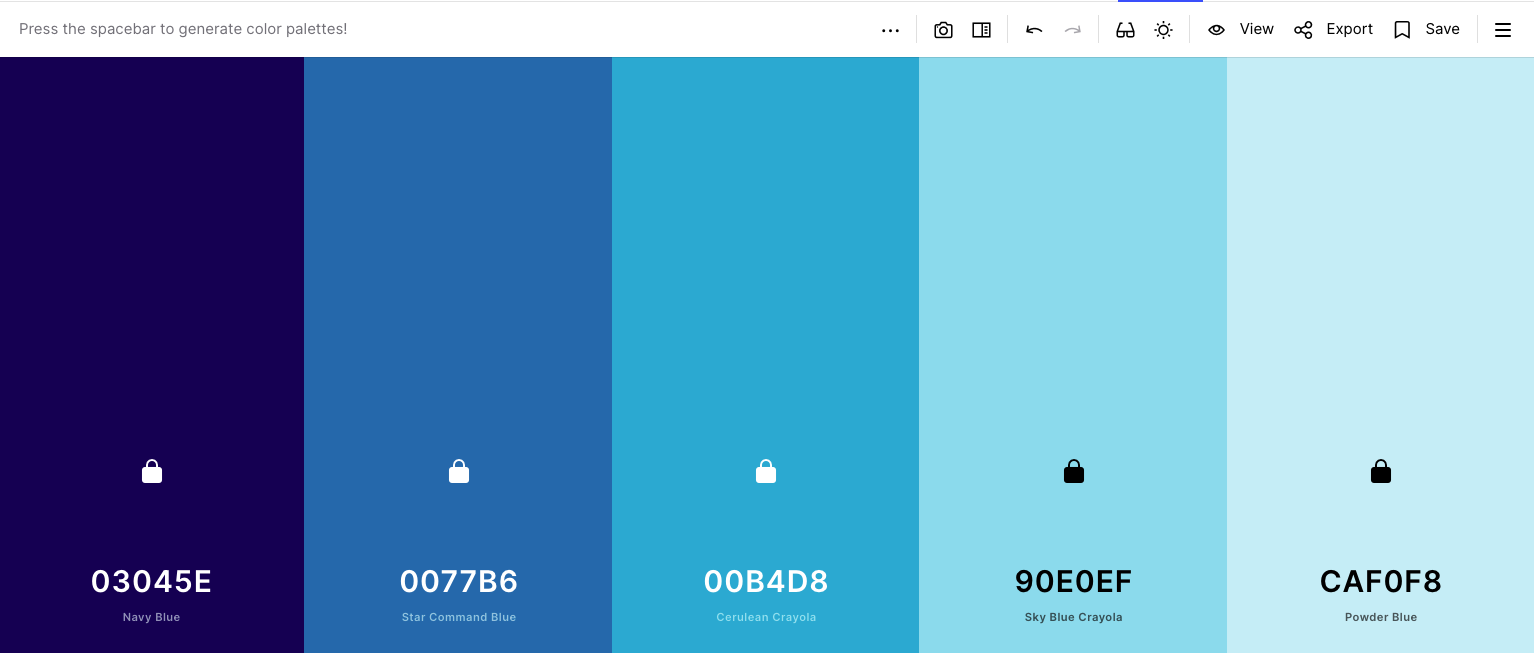 Press the spacebar to generate color palettes!
View
Export
Save
03045E
Navy Blue
0077B6
Star Command Blue
00B4D8
Cerulean Crayola
90E0EF
Sky Blue Crayola
CAF0F8
Powder Blue